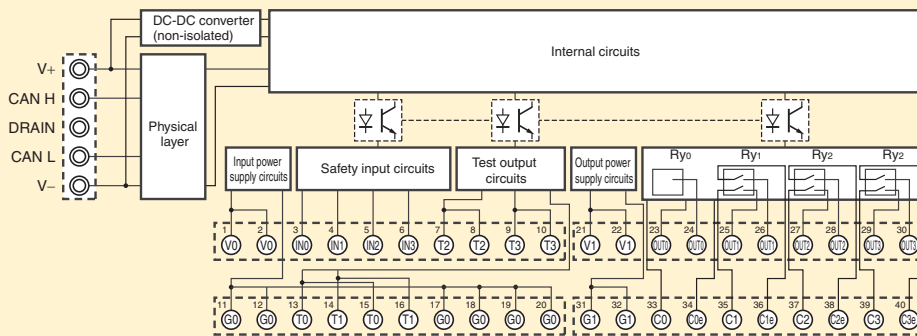 DC-DC converter
(non-isolated)
Internal circuits
V+
CAN H
DRAIN
CAN L
V–
Physical
layer
Input power
supply circuits
Safety input circuits
Test output
circuits
Output power
supply circuits
Ry0
Ry1
Ry2
Ry2
1 2 3 4 5 6 7 8 9 10
V0 V0 IN0 IN1 IN2 IN3 T2 T2 T3 T3
21 22 23 24 25 26 27 28 29 30
V1 V1 OUT0 OUT0 OUT1 OUT1 OUT2 OUT2 OUT3 OUT3
11 12 13 14 15 16 17 18 19 20
G0 G0 T0 T1 T0 T1 G0 G0 G0 G0
31 32 33 34 35 36 37 38 39 40
G1 G1 C0 C0e C1 C1e C2 C2e C3 C3e